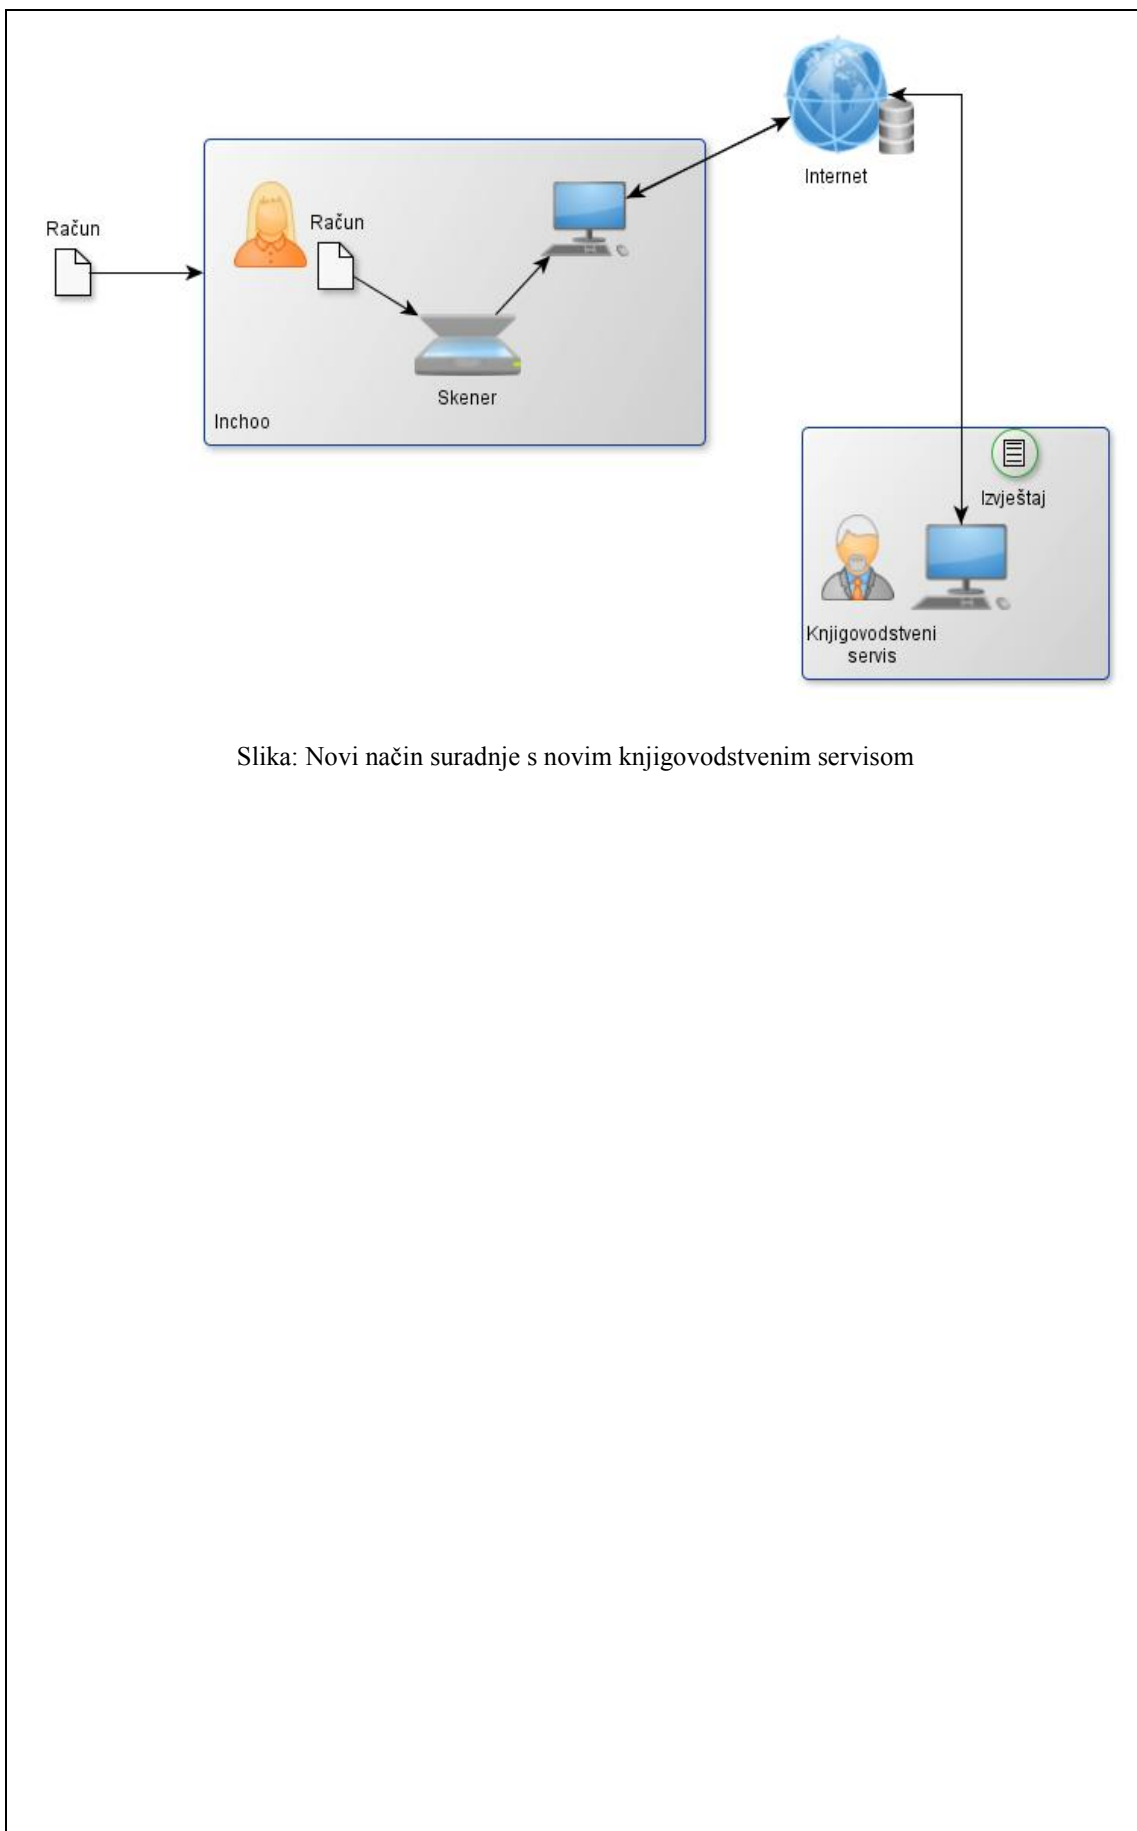 Internet
Račun
Račun
Skener
Inchoo
Izvještaj
Knjigovodstveni
servis
Slika: Novi način suradnje s novim knjigovodstvenim servisom